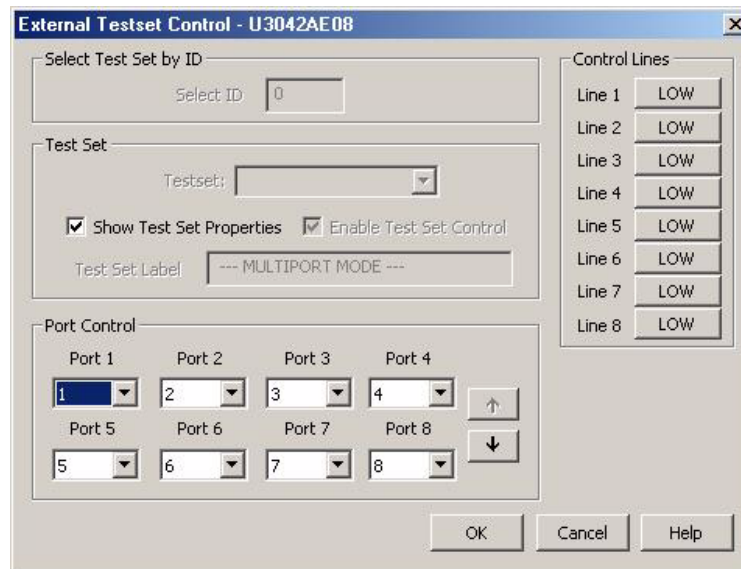 External Testset Control - U3042AE08
Select Test Set by ID
Select ID 0
Test Set
Testset:
Show Test Set Properties Enable Test Set Control
Test Set Label --- MULTIPORT MODE ---
Port Control
Port 1 Port 2 Port 3 Port 4
1 2 3 4
Port 5 Port 6 Port 7 Port 8
5 6 7 8
Control Lines
Line 1 LOW
Line 2 LOW
Line 3 LOW
Line 4 LOW
Line 5 LOW
Line 6 LOW
Line 7 LOW
Line 8 LOW
OK Cancel Help